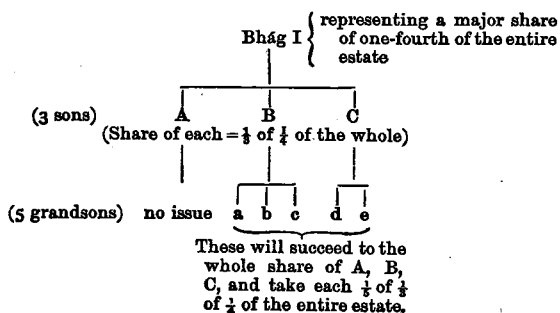 Bhág I { representing a major share
of one-fourth of the entire
estate
(3 sons) A B C
(Share of each = ⅓ of ¼ of the whole)
(5 grandsons) no issue a b c d e
These will succeed to the
whole share of A, B,
C, and take each ⅕ of ⅓
of ¼ of the entire estate.